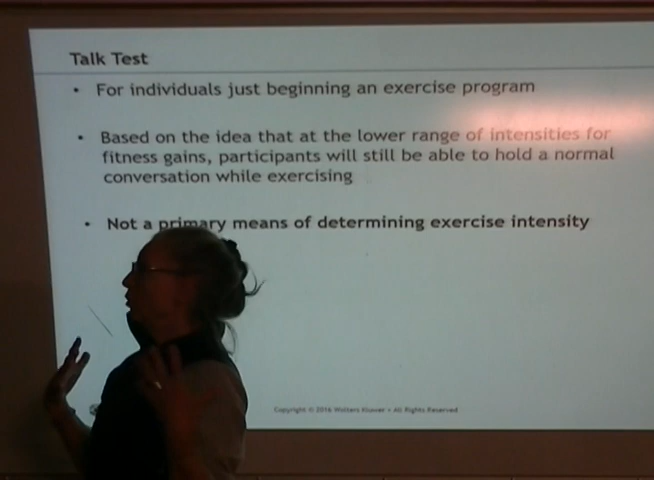 Talk Test
• For individuals just beginning an exercise program
• Based on the idea that at the lower range of intensities for
fitness gains, participants will still be able to hold a normal
conversation while exercising
• Not a primary means of determining exercise intensity
Copyright © 2016 Wolters Kluwer • All Rights Reserved